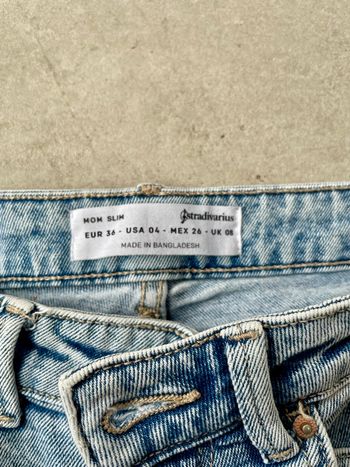 MOM SLIM stradivarius
EUR 36 - USA 04 - MEX 26 - UK 08
MADE IN BANGLADESH